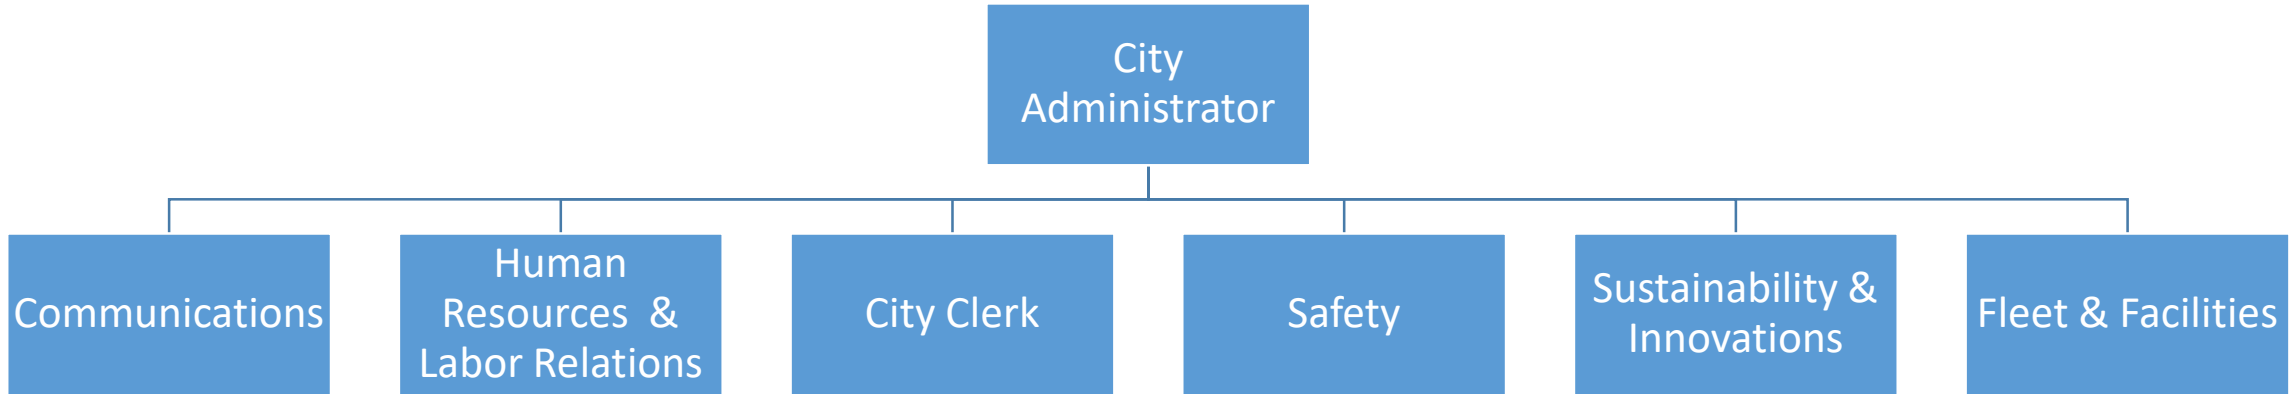 City
Administrator
Communications
Human
Resources  &
Labor Relations
City Clerk
Safety
Sustainability &
Innovations
Fleet & Facilities